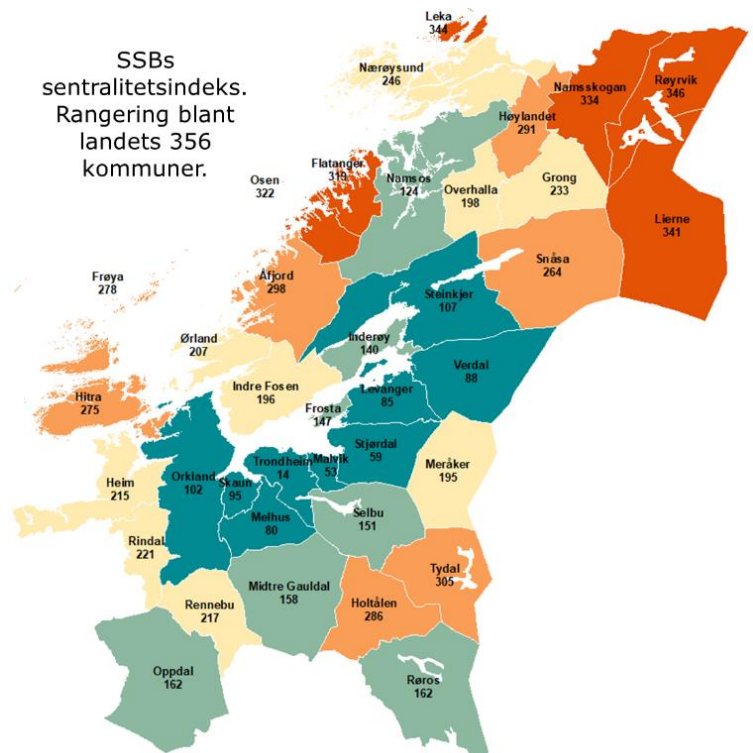 SSBs
sentralitetsindeks.
Rangering blant
landets 356
kommuner.
Leka
344
Nærøysund
246
Namsskogan
334
Røyrvik
346
Høylandet
291
Flatanger
319
Osen
322
Namsos
124
Overhalla
198
Grong
233
Lierne
341
Snåsa
264
Frøya
278
Åfjord
298
Steinkjer
107
Ørland
207
Inderøy
140
Verdal
88
Hitra
275
Indre Fosen
196
Levanger
85
Frosta
147
Stjørdal
59
Meråker
195
Heim
215
Orkland
102
Skaun
95
Trondheim
14
Malvik
53
Melhus
80
Selbu
151
Rindal
221
Tydal
305
Midtre Gauldal
158
Rennebu
217
Holtålen
286
Oppdal
162
Røros
162